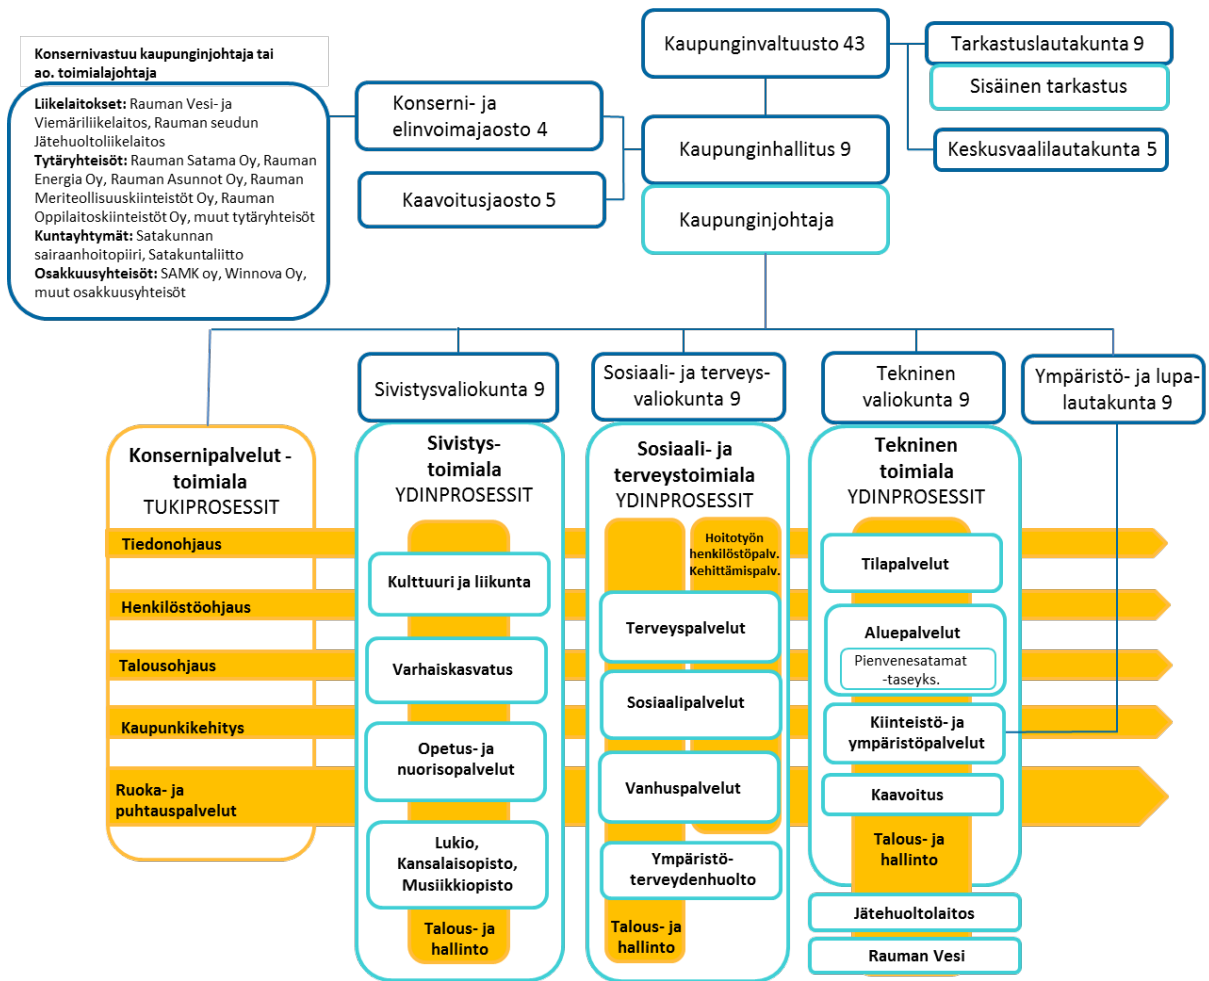 Kaupunginvaltuusto 43
Tarkastuslautakunta 9
Sisäinen tarkastus
Konsernivastuu kaupunginjohtaja tai
ao. toimialajohtaja
Liikelaitokset: Rauman Vesi- ja
Viemäriliikelaitos, Rauman seudun
Jätehuoltoliikelaitos
Tytäryhteisöt: Rauman Satama Oy, Rauman
Energia Oy, Rauman Asunnot Oy, Rauman
Meriteollisuuskiinteistöt Oy, Rauman
Oppilaitoskiinteistöt Oy, muut tytäryhteisöt
Kuntayhtymät: Satakunnan
sairaanhoitopiiri, Satakuntaliitto
Osakkuusyhteisöt: SAMK oy, Winnova Oy,
muut osakkuusyhteisöt
Konserni- ja
elinvoimajaosto 4
Kaupunginhallitus 9
Keskusvaalilautakunta 5
Kaavoitusjaosto 5
Kaupunginjohtaja
Sivistysvaliokunta 9
Sosiaali- ja terveys-
valiokunta 9
Tekninen
valiokunta 9
Ympäristö- ja lupa-
lautakunta 9
Konsernipalvelut -
toimiala
TUKIPROSESSIT
Tiedonohjaus
Henkilöstöohjaus
Talousohjaus
Kaupunkikehitys
Ruoka- ja
puhtauspalvelut
Sivistys-
toimiala
YDINPROSESSIT
Kulttuuri ja liikunta
Varhaiskasvatus
Opetus- ja
nuorisopalvelut
Lukio,
Kansalaisopisto,
Musiikkiopisto
Talous- ja
hallinto
Sosiaali- ja
terveystoimiala
YDINPROSESSIT
Hoitotyön
henkilöstöpalv.
Kehittämispalv.
Terveyspalvelut
Sosiaalipalvelut
Vanhuspalvelut
Ympäristö-
terveydenhuolto
Talous- ja
hallinto
Tekninen
toimiala
YDINPROSESSIT
Tilapalvelut
Aluepalvelut
Pienvenesatamat
-taseyks.
Kiinteistö- ja
ympäristöpalvelut
Kaavoitus
Talous- ja
hallinto
Jätehuoltolaitos
Rauman Vesi